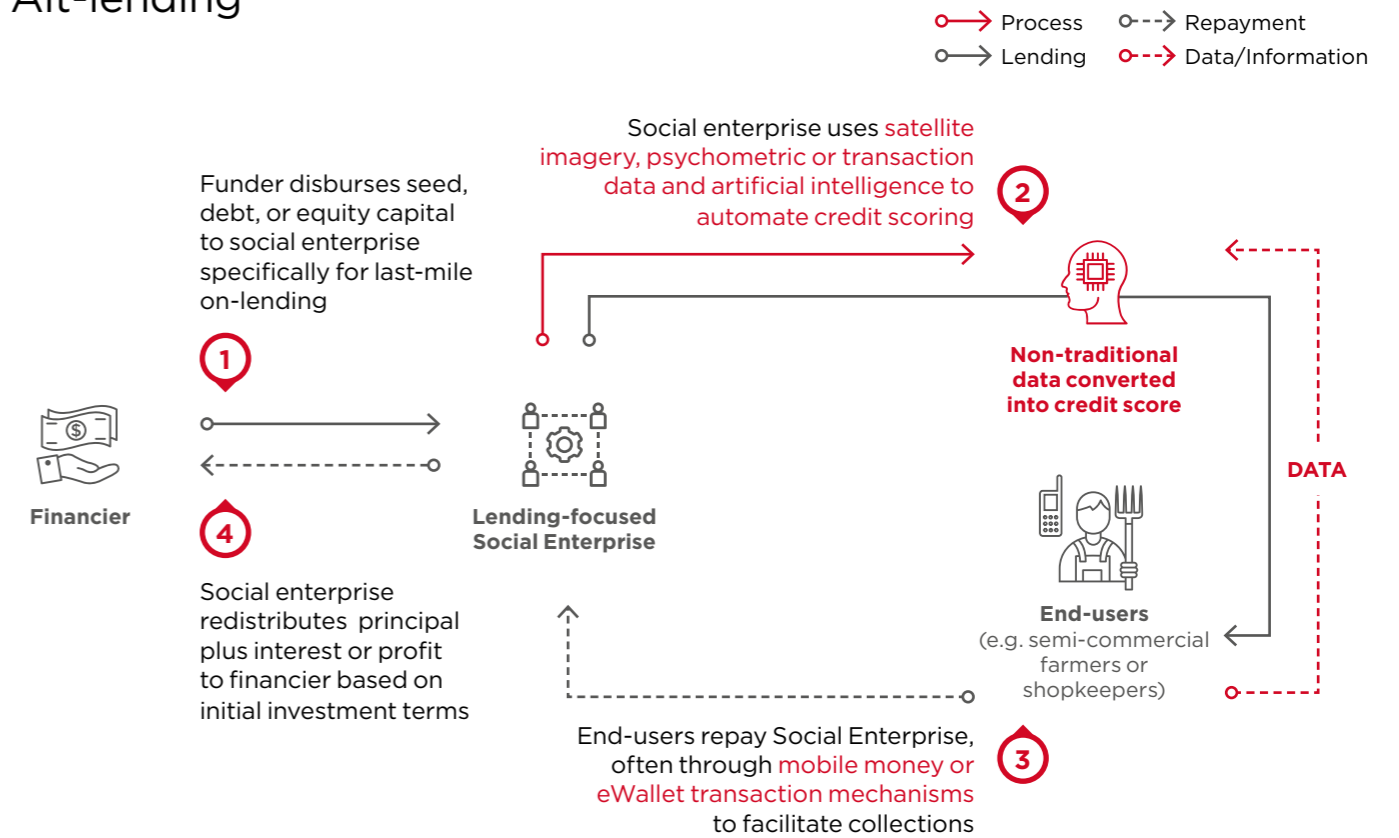 Alt-lending
Process
Repayment
Lending
Data/Information
Funder disburses seed,
debt, or equity capital
to social enterprise
specifically for last-mile
on-lending
1
Social enterprise uses satellite
imagery, psychometric or transaction
data and artificial intelligence to
automate credit scoring
2
Non-traditional
data converted
into credit score
DATA
$
Financier
Lending-focused
Social Enterprise
End-users
(e.g. semi-commercial
farmers or
shopkeepers)
4
Social enterprise
redistributes principal
plus interest or profit
to financier based on
initial investment terms
End-users repay Social Enterprise,
often through mobile money or
eWallet transaction mechanisms
to facilitate collections
3